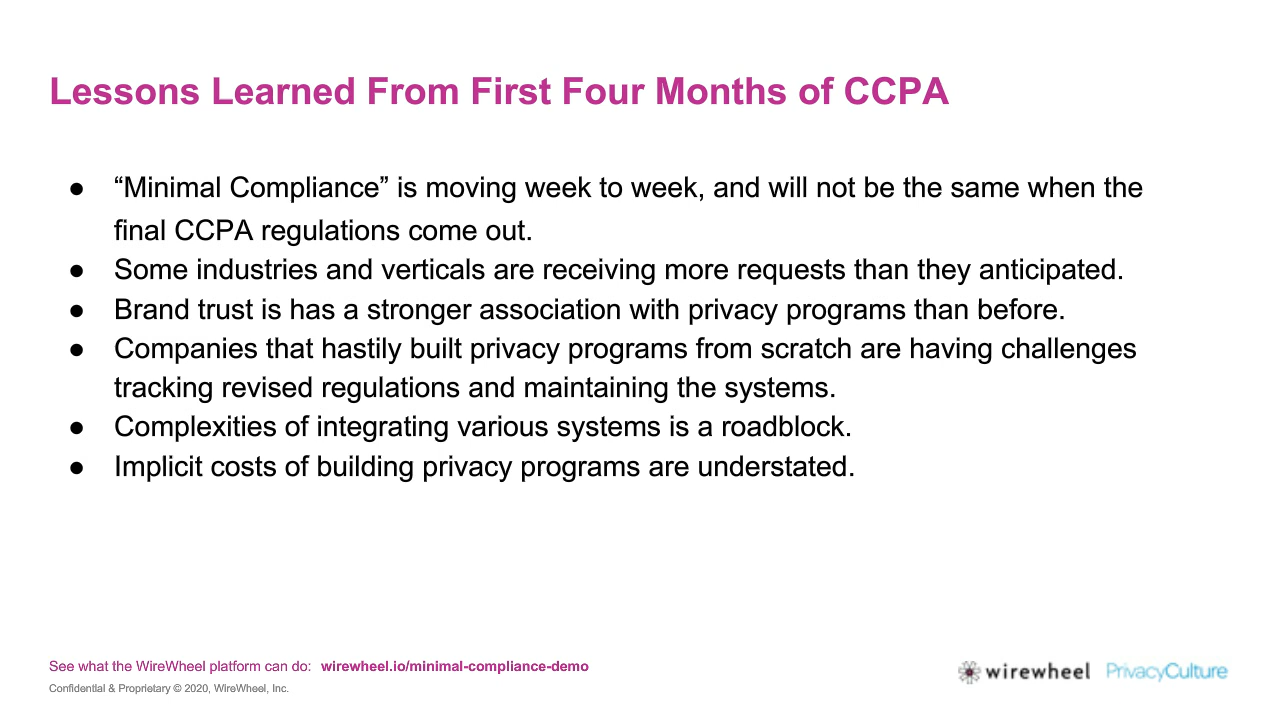 Lessons Learned From First Four Months of CCPA
● “Minimal Compliance” is moving week to week, and will not be the same when the
final CCPA regulations come out.
● Some industries and verticals are receiving more requests than they anticipated.
● Brand trust is has a stronger association with privacy programs than before.
● Companies that hastily built privacy programs from scratch are having challenges
tracking revised regulations and maintaining the systems.
● Complexities of integrating various systems is a roadblock.
● Implicit costs of building privacy programs are understated.
See what the WireWheel platform can do: wirewheel.io/minimal-compliance-demo
Confidential & Proprietary © 2020, WireWheel, Inc.
wirewheel PrivacyCulture